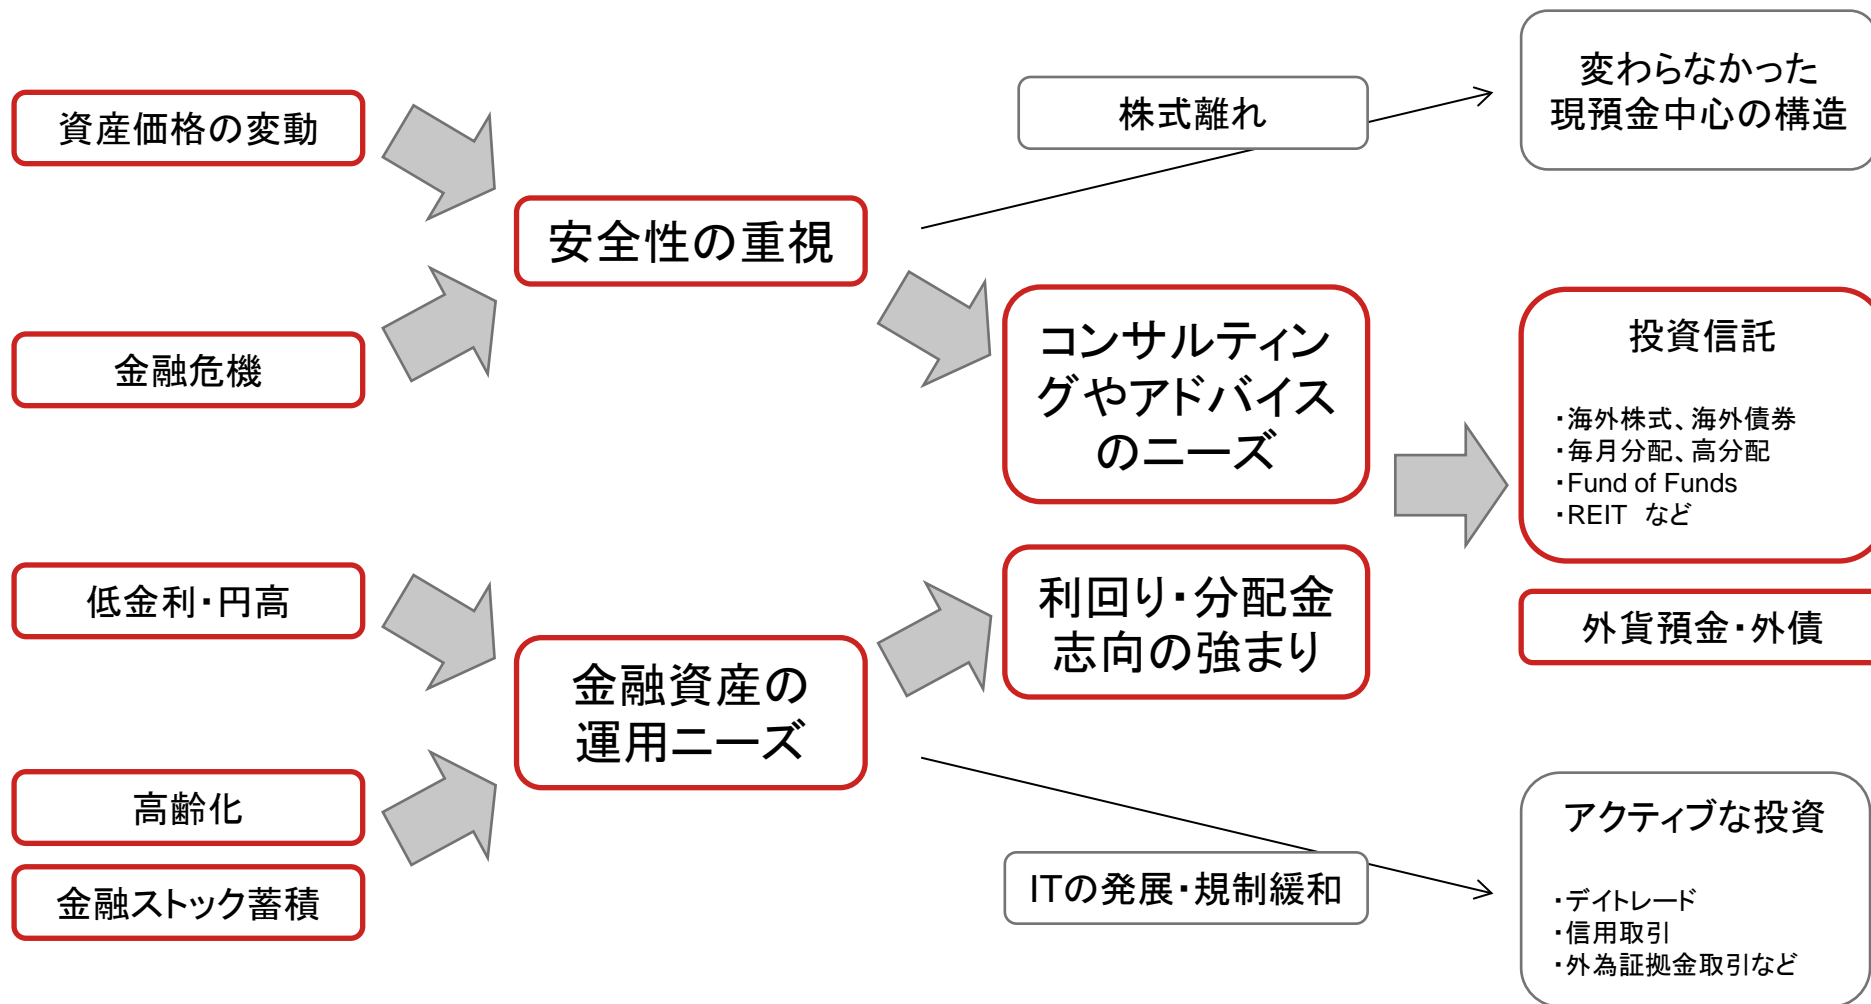 資産価格の変動
金融危機
低金利・円高
高齢化
金融ストック蓄積
安全性の重視
金融資産の
運用ニーズ
株式離れ
コンサルティン
グやアドバイス
のニーズ
利回り・分配金
志向の強まり
ITの発展・規制緩和
変わらなかった
現預金中心の構造
投資信託
・海外株式、海外債券
・毎月分配、高分配
・Fund of Funds
・REIT　など
外貨預金・外債
アクティブな投資
・デイトレード
・信用取引
・外為証拠金取引など